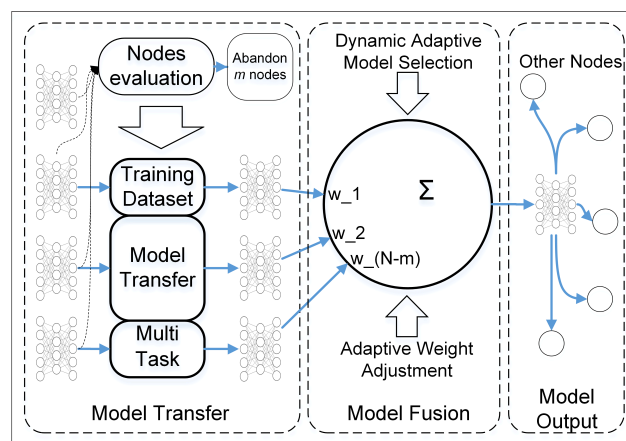 Nodes
evaluation
Abandon
m nodes
Training
Dataset
Model
Transfer
Multi
Task
Model Transfer
Dynamic Adaptive
Model Selection
Σ
w_1
w_2
w_(N-m)
Adaptive Weight
Adjustment
Model Fusion
Other Nodes
Model
Output